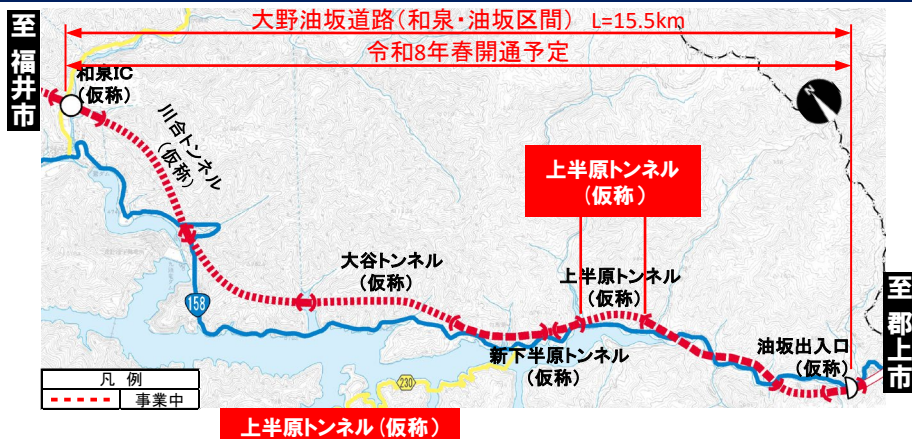 大野油坂道路(和泉・油坂区間) L=15.5km
令和8年春開通予定
至 福井市
和泉IC
(仮称)
川合トンネル
(仮称)
N
上半原トンネル
(仮称)
大谷トンネル
(仮称)
上半原トンネル
(仮称)
158
新下半原トンネル
(仮称)
油坂出入口
(仮称)
至 郡上市
230
凡 例
事業中
上半原トンネル(仮称)